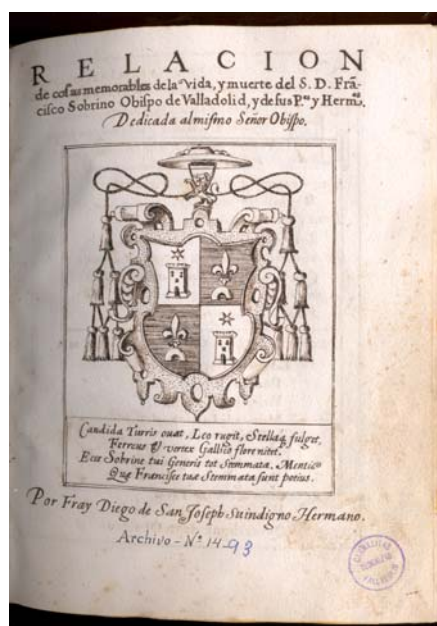 RELACION
de cosas memorables de la vida, y muerte del S. D. Frã-
cisco Sobrino Obispo de Valladolid, y de sus P.es y Herm.os
Dedicada al mismo Señor Obispo.
Candida Turris ouat, Leo rugit, Stellaq; fulget,
Ferreus & vertex Gallico flore nitet.
Ecce Sobrine tui Generis tot Stemmata, Mentis
Quę Francisce tuę Stemmata sunt potius.
Por Fray Diego de San Joseph Su indigno Hermano.
Archivo - Nº 14-93